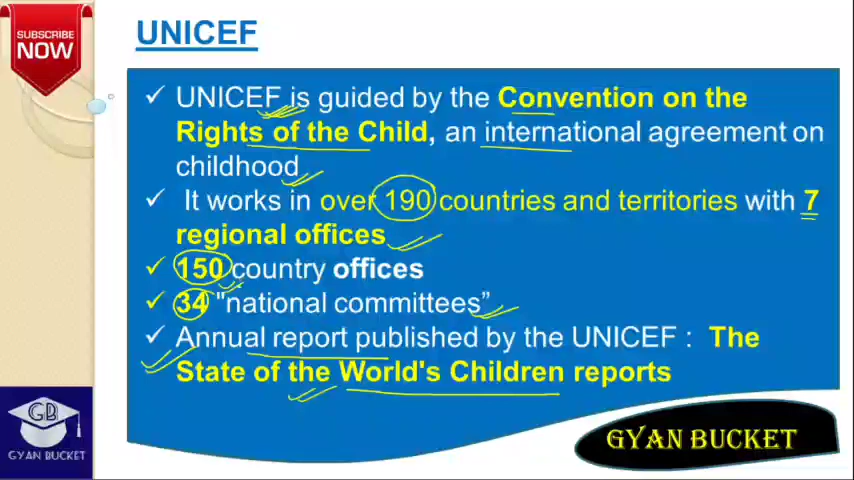 SUBSCRIBE
NOW
UNICEF
✓ UNICEF is guided by the Convention on the
Rights of the Child, an international agreement on
childhood
✓ It works in over 190 countries and territories with 7
regional offices
✓ 150 country offices
✓ 34 "national committees”
✓ Annual report published by the UNICEF : The
State of the World's Children reports
GB
GYAN BUCKET
GYAN BUCKET